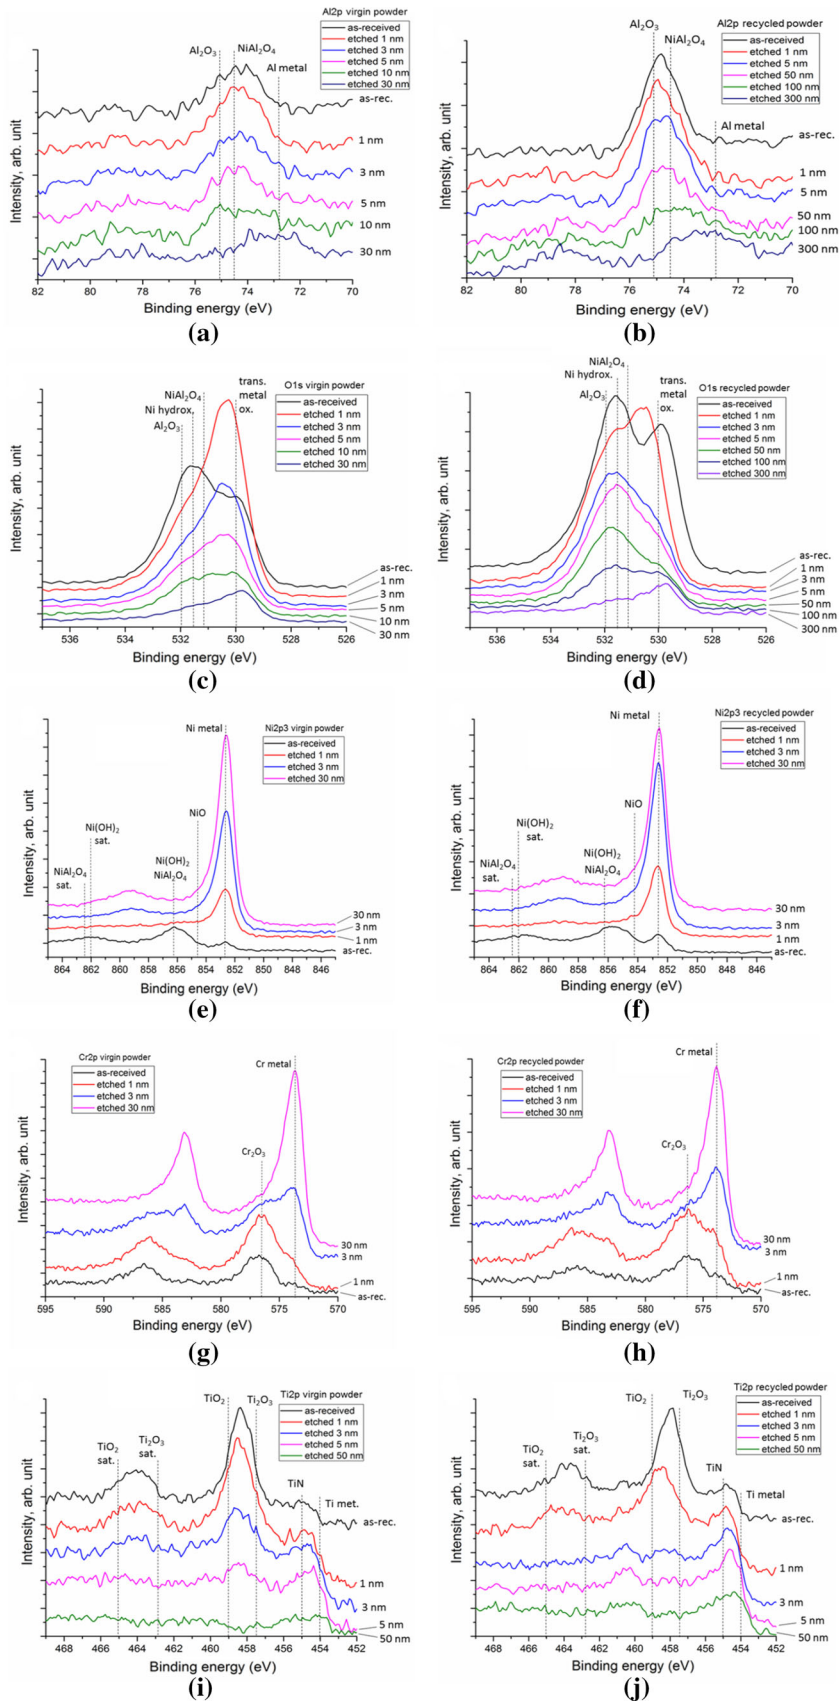 Al2p virgin powder
as-received
etched 1 nm
etched 3 nm
etched 5 nm
etched 10 nm
etched 30 nm
Al₂O₃
NiAl₂O₄
Al metal
as-rec.
1 nm
3 nm
5 nm
10 nm
30 nm
Intensity, arb. unit
82 80 78 76 74 72 70
Binding energy (eV)
(a)
Al2p recycled powder
as-received
etched 1 nm
etched 5 nm
etched 50 nm
etched 100 nm
etched 300 nm
Al₂O₃
NiAl₂O₄
Al metal
as-rec.
1 nm
5 nm
50 nm
100 nm
300 nm
Intensity, arb. unit
82 80 78 76 74 72 70
Binding energy (eV)
(b)
O1s virgin powder
as-received
etched 1 nm
etched 3 nm
etched 5 nm
etched 10 nm
etched 30 nm
NiAl₂O₄
Ni hydrox.
Al₂O₃
trans.
metal
ox.
as-rec.
1 nm
3 nm
5 nm
10 nm
30 nm
Intensity, arb. unit
536 534 532 530 528 526
Binding energy (eV)
(c)
O1s recycled powder
as-received
etched 1 nm
etched 3 nm
etched 5 nm
etched 50 nm
etched 100 nm
etched 300 nm
NiAl₂O₄
Ni hydrox.
Al₂O₃
trans.
metal
ox.
as-rec.
1 nm
3 nm
5 nm
50 nm
100 nm
300 nm
Intensity, arb. unit
536 534 532 530 528 526
Binding energy (eV)
(d)
Ni2p3 virgin powder
as-received
etched 1 nm
etched 3 nm
etched 30 nm
Ni metal
NiO
Ni(OH)₂
sat.
Ni(OH)₂
NiAl₂O₄
NiAl₂O₄
sat.
30 nm
3 nm
1 nm
as-rec.
Intensity, arb. unit
864 862 860 858 856 854 852 850 848 846
Binding energy (eV)
(e)
Ni2p3 recycled powder
as-received
etched 1 nm
etched 3 nm
etched 30 nm
Ni metal
NiO
Ni(OH)₂
sat.
Ni(OH)₂
NiAl₂O₄
NiAl₂O₄
sat.
30 nm
3 nm
1 nm
as-rec.
Intensity, arb. unit
864 862 860 858 856 854 852 850 848 846
Binding energy (eV)
(f)
Cr2p virgin powder
as-received
etched 1 nm
etched 3 nm
etched 30 nm
Cr metal
Cr₂O₃
30 nm
3 nm
1 nm
as-rec.
Intensity, arb. unit
595 590 585 580 575 570
Binding energy (eV)
(g)
Cr2p recycled powder
as-received
etched 1 nm
etched 3 nm
etched 30 nm
Cr metal
Cr₂O₃
30 nm
3 nm
1 nm
as-rec.
Intensity, arb. unit
595 590 585 580 575 570
Binding energy (eV)
(h)
Ti2p virgin powder
as-received
etched 1 nm
etched 3 nm
etched 5 nm
etched 50 nm
TiO₂
Ti₂O₃
TiO₂
sat.
Ti₂O₃
sat.
TiN
Ti met.
as-rec.
1 nm
3 nm
5 nm
50 nm
Intensity, arb. unit
468 466 464 462 460 458 456 454 452
Binding energy (eV)
(i)
Ti2p recycled powder
as-received
etched 1 nm
etched 3 nm
etched 5 nm
etched 50 nm
TiO₂
Ti₂O₃
TiO₂
sat.
Ti₂O₃
sat.
TiN
Ti metal
as-rec.
1 nm
3 nm
5 nm
50 nm
Intensity, arb. unit
468 466 464 462 460 458 456 454 452
Binding energy (eV)
(j)